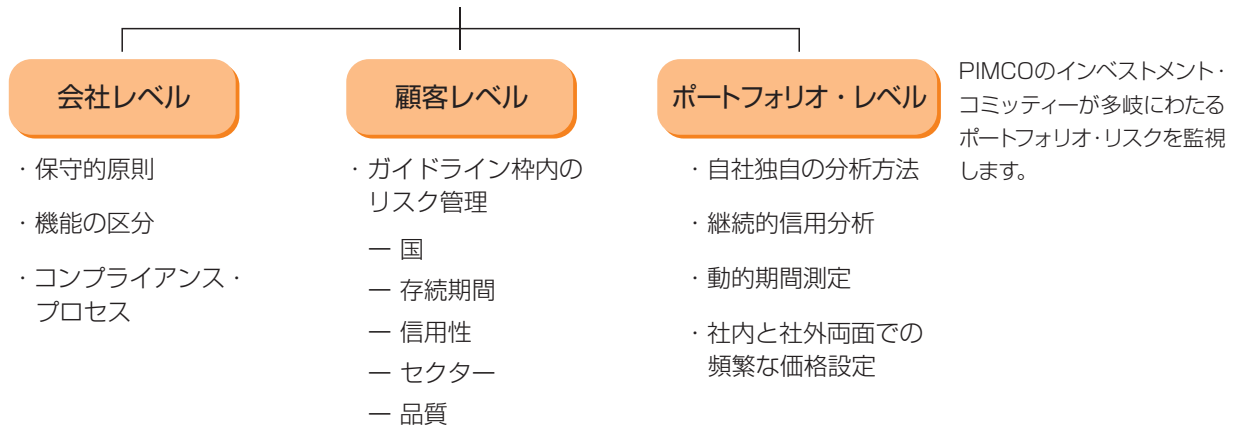 会社レベル
・保守的原則
・機能の区分
・コンプライアンス・
プロセス
顧客レベル
・ガイドライン枠内の
リスク管理
― 国
― 存続期間
― 信用性
― セクター
― 品質
ポートフォリオ・レベル
・自社独自の分析方法
・継続的信用分析
・動的期間測定
・社内と社外両面での
頻繁な価格設定
PIMCOのインベストメント・
コミッティーが多岐にわたる
ポートフォリオ・リスクを監視
します。